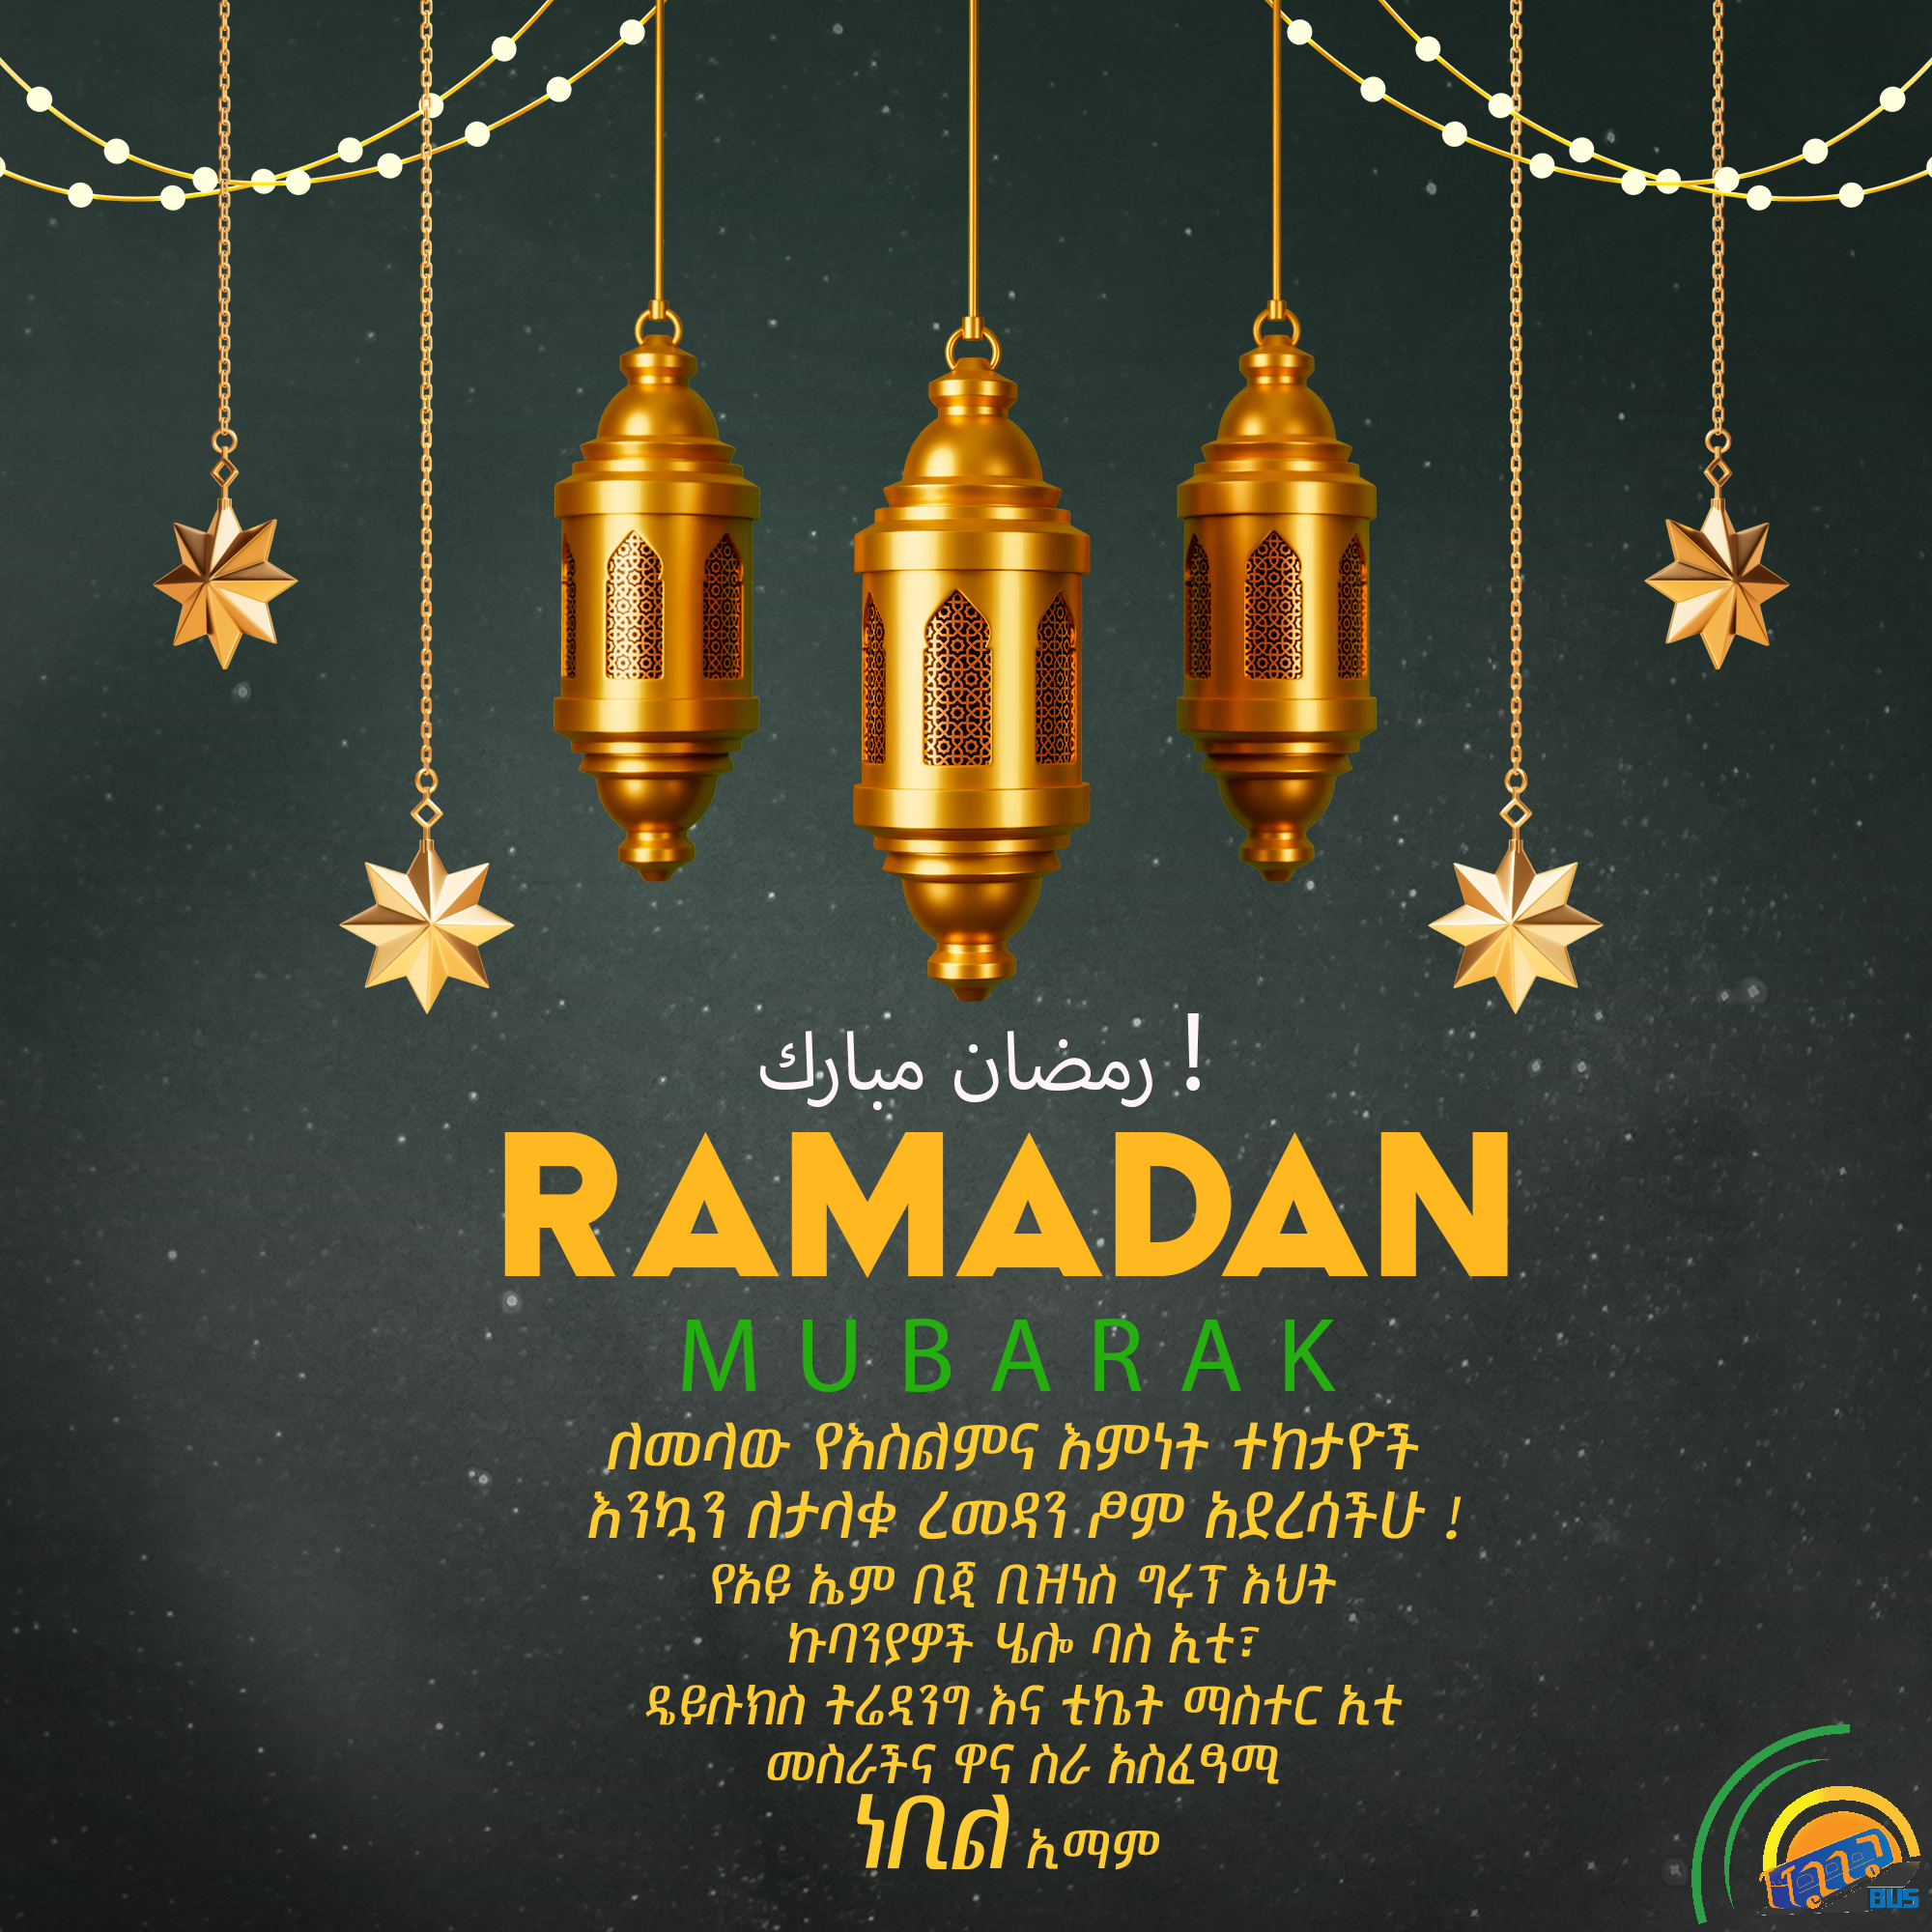 رمضان مبارك !
RAMADAN
MUBARAK
ለመላው የእስልምና እምነት ተከታዮች
እንኳን ለታላቁ ረመዳን ፆም አደረሳችሁ !
የአይ ኤም ቢጂ ቢዝነስ ግሩፕ እህት
ኩባንያዎች ሄሎ ባስ ኢቲ፣
ዴይሉክስ ትሬዲንግ እና ቲኬት ማስተር ኢቲ
መስራችና ዋና ስራ አስፈፃሚ
ነቢል ኢማም
BUS